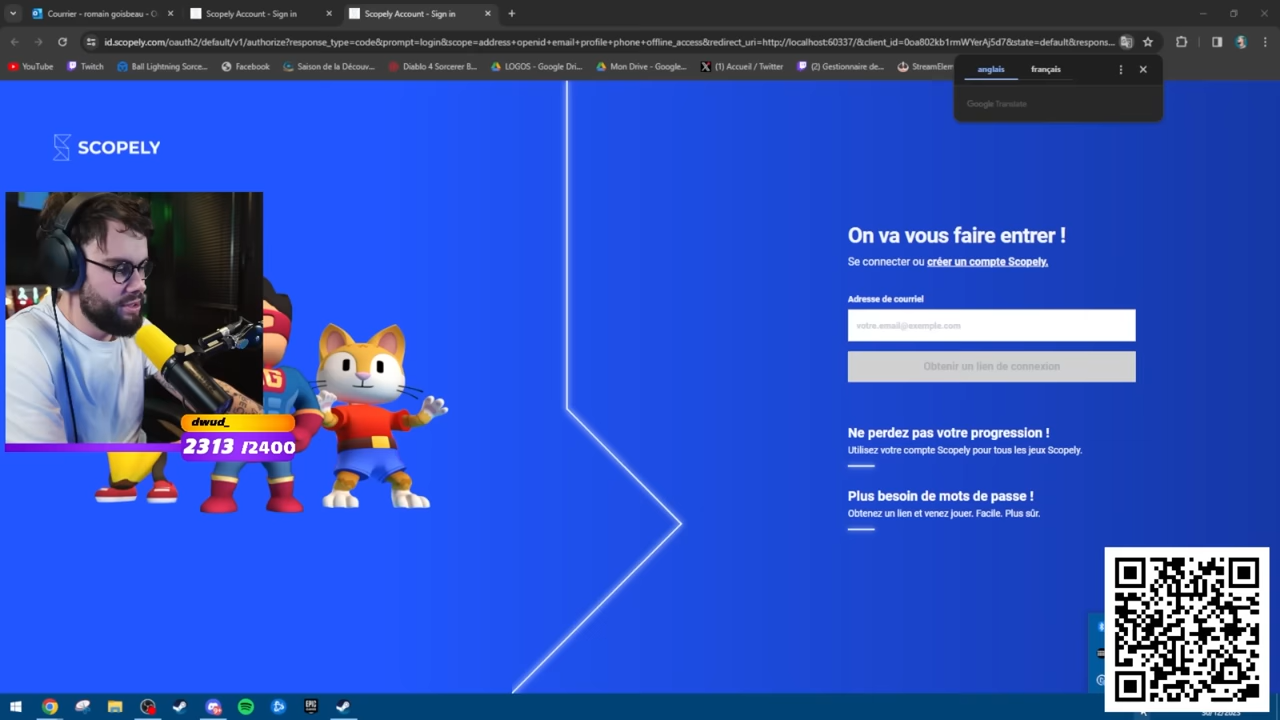 Courrier - romain goisbeau - O
Scopely Account - Sign in
Scopely Account - Sign in
id.scopely.com/oauth2/default/v1/authorize?response_type=code&prompt=login&scope=address+openid+email+profile+phone+offline_access&redirect_uri=http://localhost:60337/&client_id=0oa802kb1rmWYerAj5d7&state=default&respons...
YouTube
Twitch
Ball Lightning Sorce...
Facebook
Saison de la Découv...
Diablo 4 Sorcerer B...
LOGOS - Google Dri...
Mon Drive - Google...
(1) Accueil / Twitter
(2) Gestionnaire de...
StreamElem
anglais
français
Google Translate
SCOPELY
On va vous faire entrer !
Se connecter ou créer un compte Scopely.
Adresse de courriel
votre.email@exemple.com
Obtenir un lien de connexion
G
dwud_
2313 /2400
Ne perdez pas votre progression !
Utilisez votre compte Scopely pour tous les jeux Scopely.
Plus besoin de mots de passe !
Obtenez un lien et venez jouer. Facile. Plus sûr.
EPIC